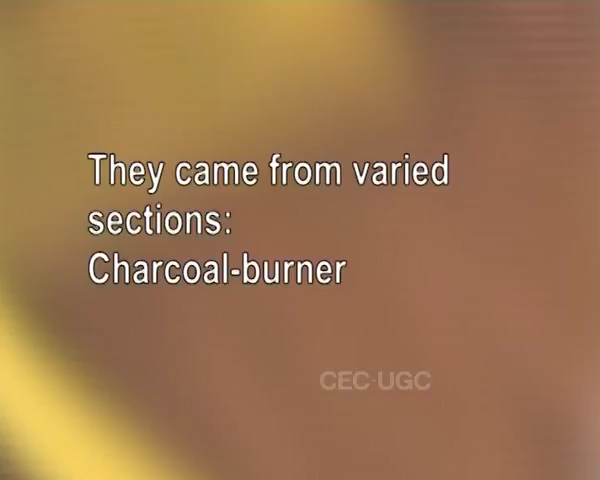 They came from varied
sections:
Charcoal-burner
CEC-UGC